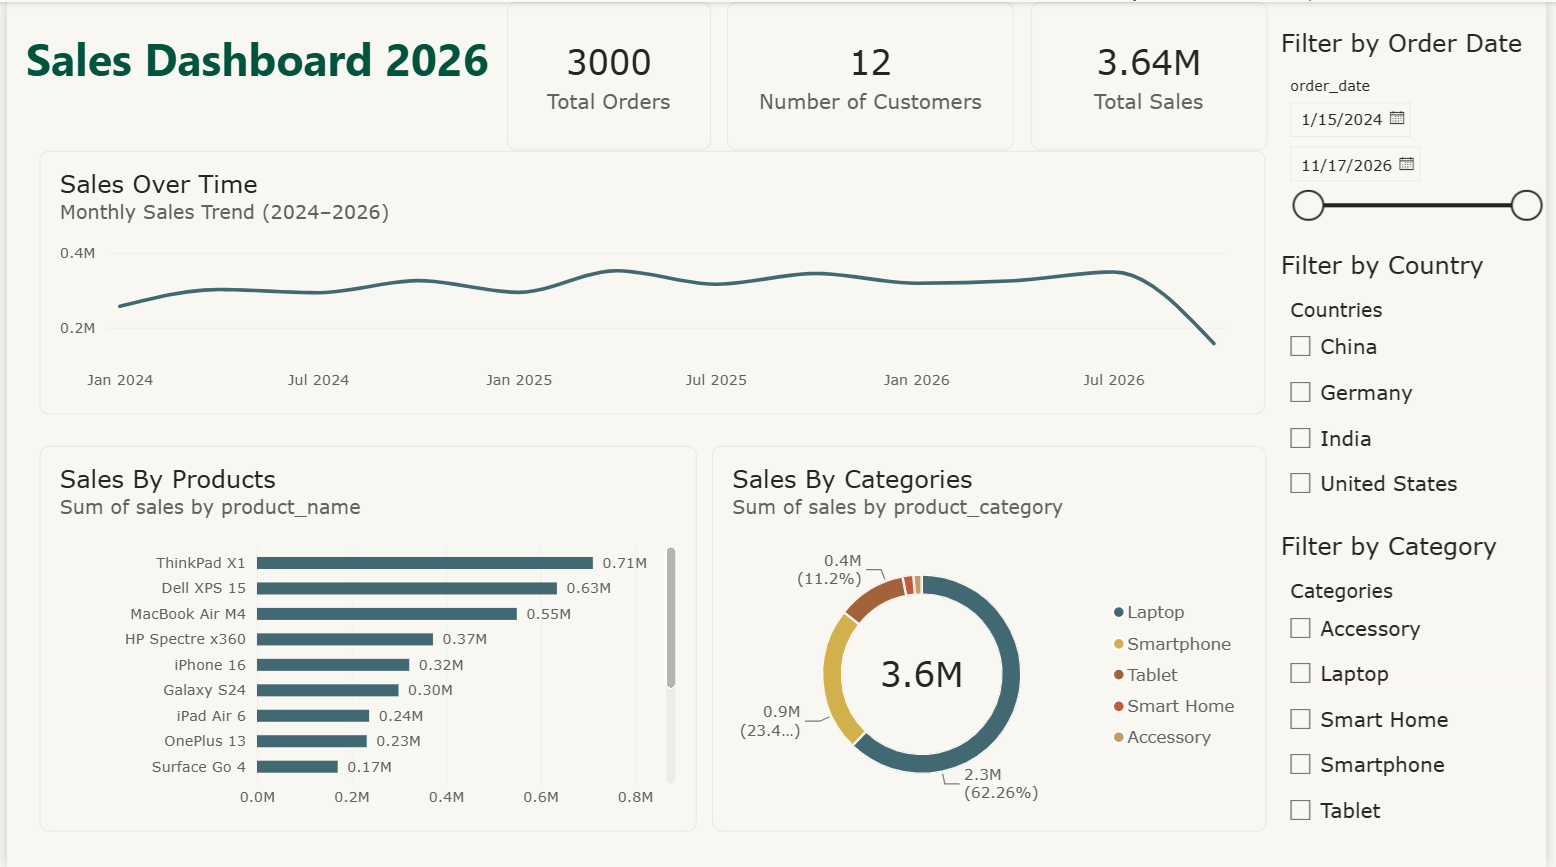 Sales Dashboard 2026
3000
Total Orders
12
Number of Customers
3.64M
Total Sales
Sales Over Time
Monthly Sales Trend (2024–2026)
0.4M
0.2M
Jan 2024
Jul 2024
Jan 2025
Jul 2025
Jan 2026
Jul 2026
Sales By Products
Sum of sales by product_name
ThinkPad X1
0.71M
Dell XPS 15
0.63M
MacBook Air M4
0.55M
HP Spectre x360
0.37M
iPhone 16
0.32M
Galaxy S24
0.30M
iPad Air 6
0.24M
OnePlus 13
0.23M
Surface Go 4
0.17M
0.0M
0.2M
0.4M
0.6M
0.8M
Sales By Categories
Sum of sales by product_category
0.4M
(11.2%)
0.9M
(23.4...)
3.6M
2.3M
(62.26%)
Laptop
Smartphone
Tablet
Smart Home
Accessory
Filter by Order Date
order_date
1/15/2024
11/17/2026
Filter by Country
Countries
China
Germany
India
United States
Filter by Category
Categories
Accessory
Laptop
Smart Home
Smartphone
Tablet